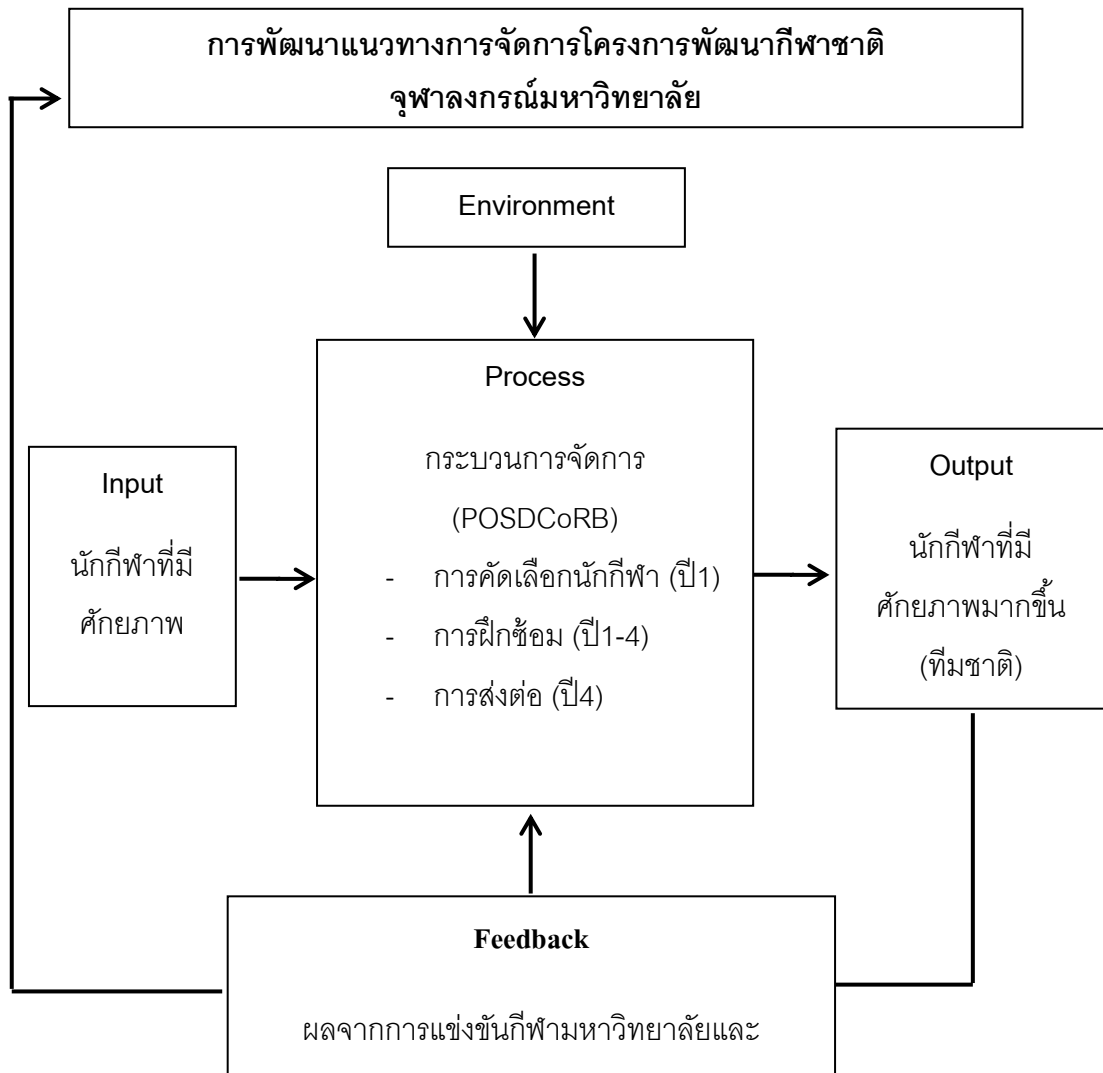 การพัฒนาแนวทางการจัดการโครงการพัฒนากีฬาชาติ
จุฬาลงกรณ์มหาวิทยาลัย
Environment
Process
กระบวนการจัดการ
(POSDCoRB)
- การคัดเลือกนักกีฬา (ปี1)
- การฝึกซ้อม (ปี1-4)
- การส่งต่อ (ปี4)
Input
นักกีฬาที่มี
ศักยภาพ
Output
นักกีฬาที่มี
ศักยภาพมากขึ้น
(ทีมชาติ)
Feedback
ผลจากการแข่งขันกีฬามหาวิทยาลัยและ